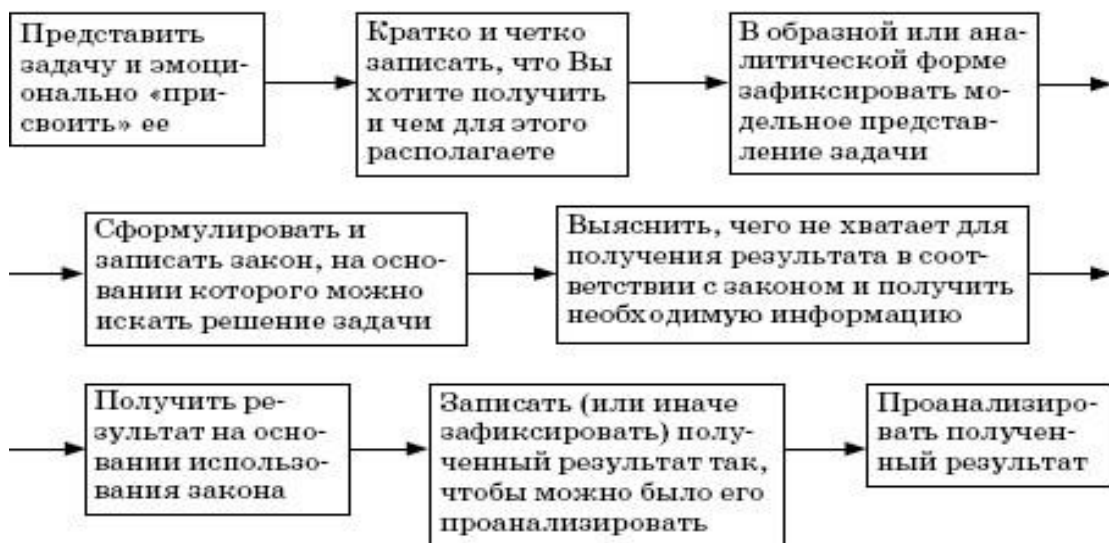 Представить
задачу и эмоци-
онально «при-
своить» ее
Кратко и четко
записать, что Вы
хотите получить
и чем для этого
располагаете
В образной или ана-
литической форме
зафиксировать мо-
дельное представ-
ление задачи
Сформулировать и
записать закон, на осно-
вании которого можно
искать решение задачи
Выяснить, чего не хватает для
получения результата в соот-
ветствии с законом и получить
необходимую информацию
Получить ре-
зультат на осно-
вании использо-
вания закона
Записать (или иначе
зафиксировать) полу-
ченный результат так,
чтобы можно было его
проанализировать
Проанализиро-
вать получен-
ный результат